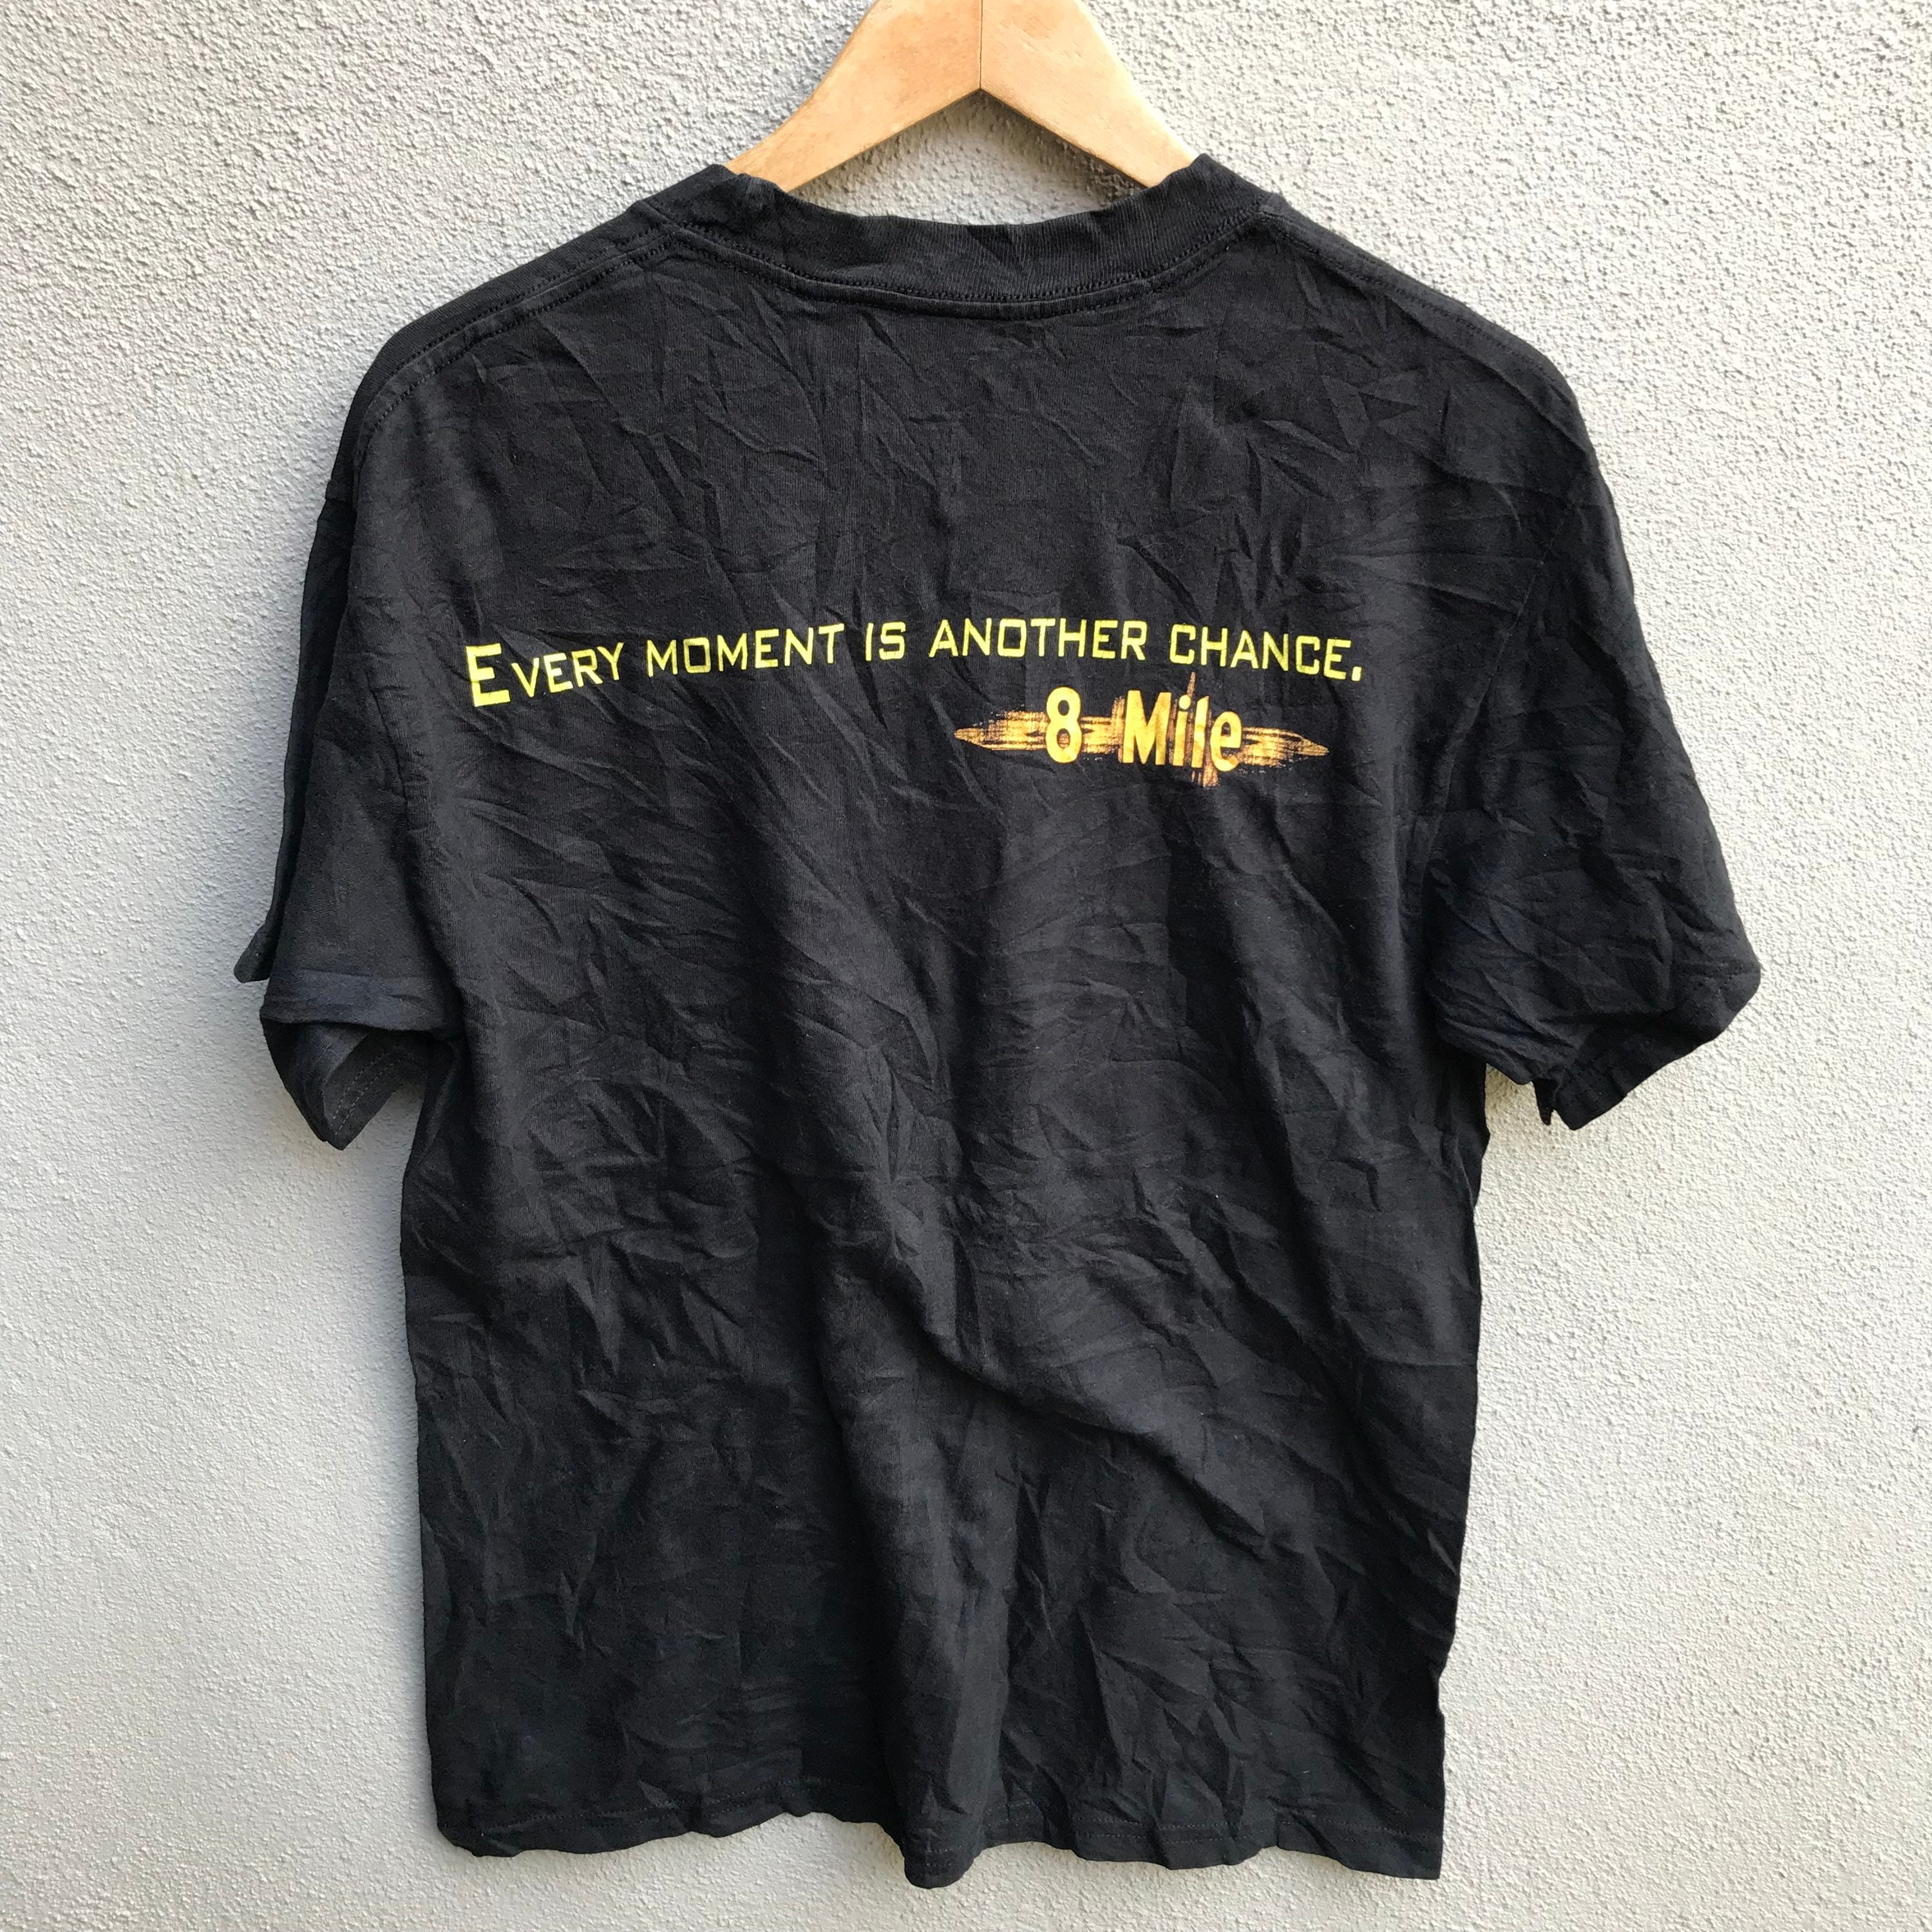 EVERY MOMENT IS ANOTHER CHANCE.
8 Mile